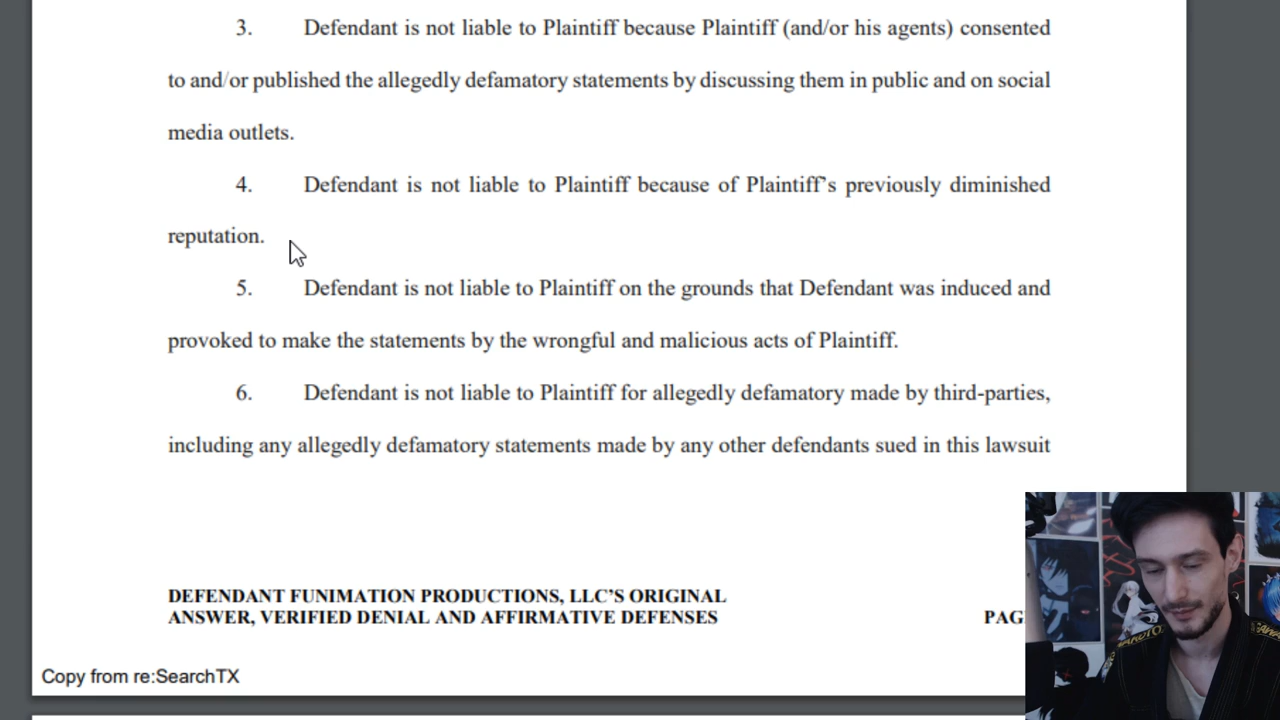 3. Defendant is not liable to Plaintiff because Plaintiff (and/or his agents) consented
to and/or published the allegedly defamatory statements by discussing them in public and on social
media outlets.
4. Defendant is not liable to Plaintiff because of Plaintiff's previously diminished
reputation.
5. Defendant is not liable to Plaintiff on the grounds that Defendant was induced and
provoked to make the statements by the wrongful and malicious acts of Plaintiff.
6. Defendant is not liable to Plaintiff for allegedly defamatory made by third-parties,
including any allegedly defamatory statements made by any other defendants sued in this lawsuit
DEFENDANT FUNIMATION PRODUCTIONS, LLC'S ORIGINAL
ANSWER, VERIFIED DENIAL AND AFFIRMATIVE DEFENSES
Copy from re:SearchTX